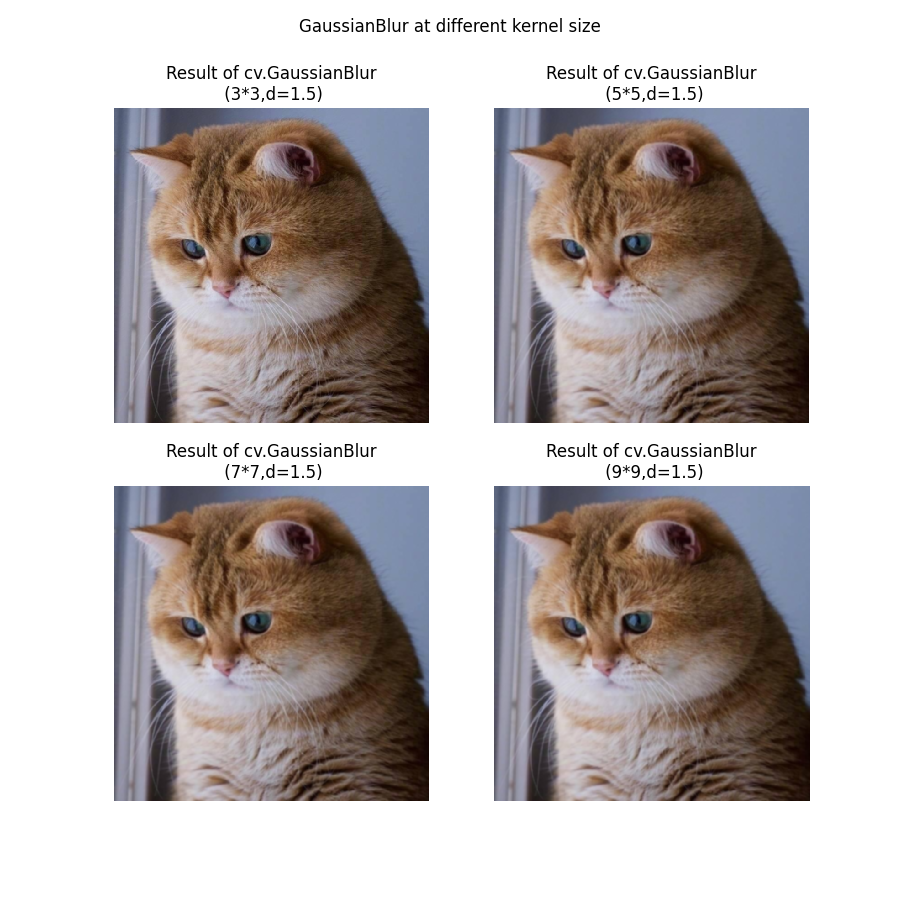 GaussianBlur at different kernel size
Result of cv.GaussianBlur
(3*3,d=1.5)
Result of cv.GaussianBlur
(5*5,d=1.5)
Result of cv.GaussianBlur
(7*7,d=1.5)
Result of cv.GaussianBlur
(9*9,d=1.5)